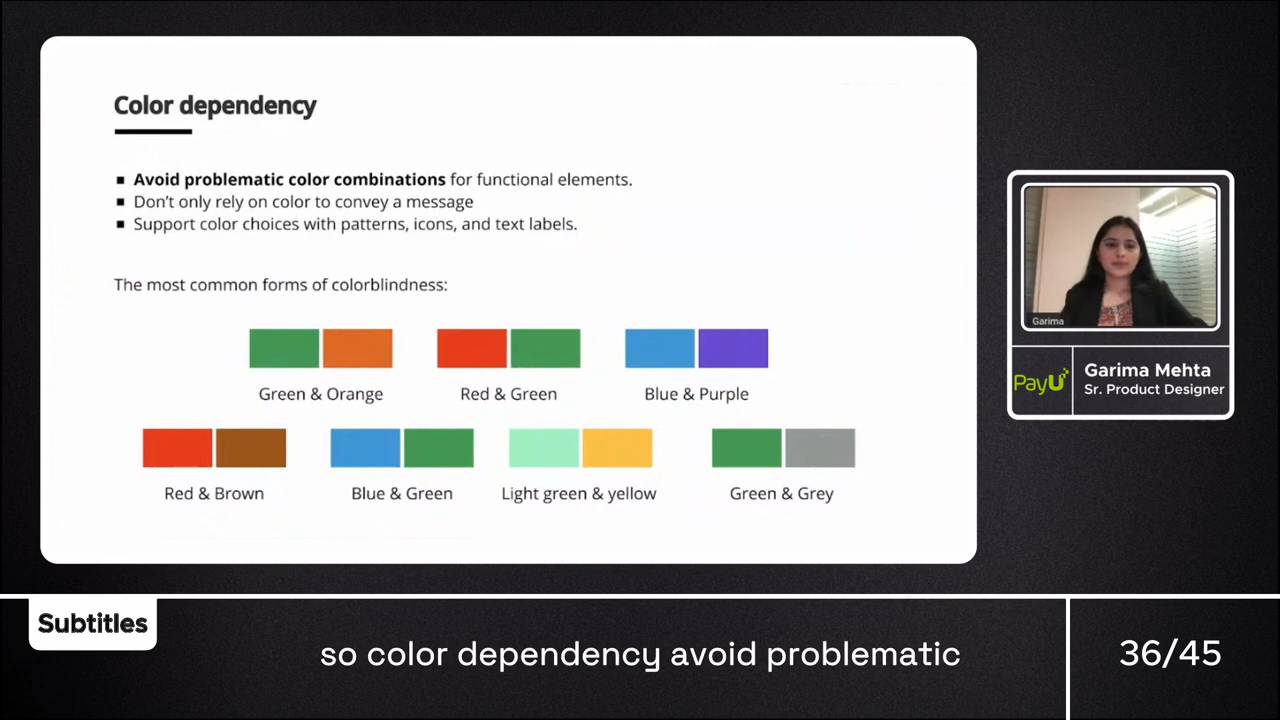 Color dependency
Avoid problematic color combinations for functional elements.
Don't only rely on color to convey a message
Support color choices with patterns, icons, and text labels.
The most common forms of colorblindness:
Green & Orange
Red & Green
Blue & Purple
Red & Brown
Blue & Green
Light green & yellow
Green & Grey
Garima
PayU
Garima Mehta
Sr. Product Designer
Subtitles
so color dependency avoid problematic
36/45